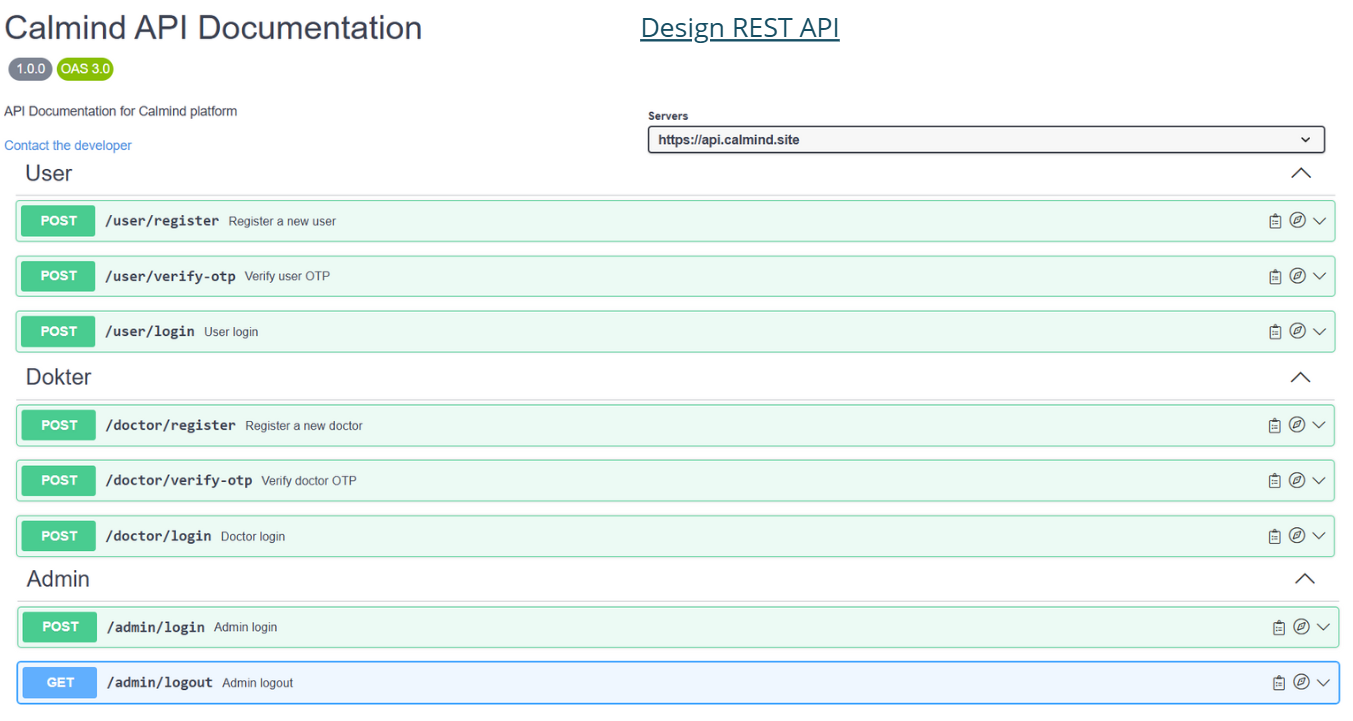 Calmind API Documentation
Design REST API
1.0.0 OAS 3.0
API Documentation for Calmind platform
Servers
https://api.calmind.site
Contact the developer
User
POST /user/register Register a new user
POST /user/verify-otp Verify user OTP
POST /user/login User login
Dokter
POST /doctor/register Register a new doctor
POST /doctor/verify-otp Verify doctor OTP
POST /doctor/login Doctor login
Admin
POST /admin/login Admin login
GET /admin/logout Admin logout